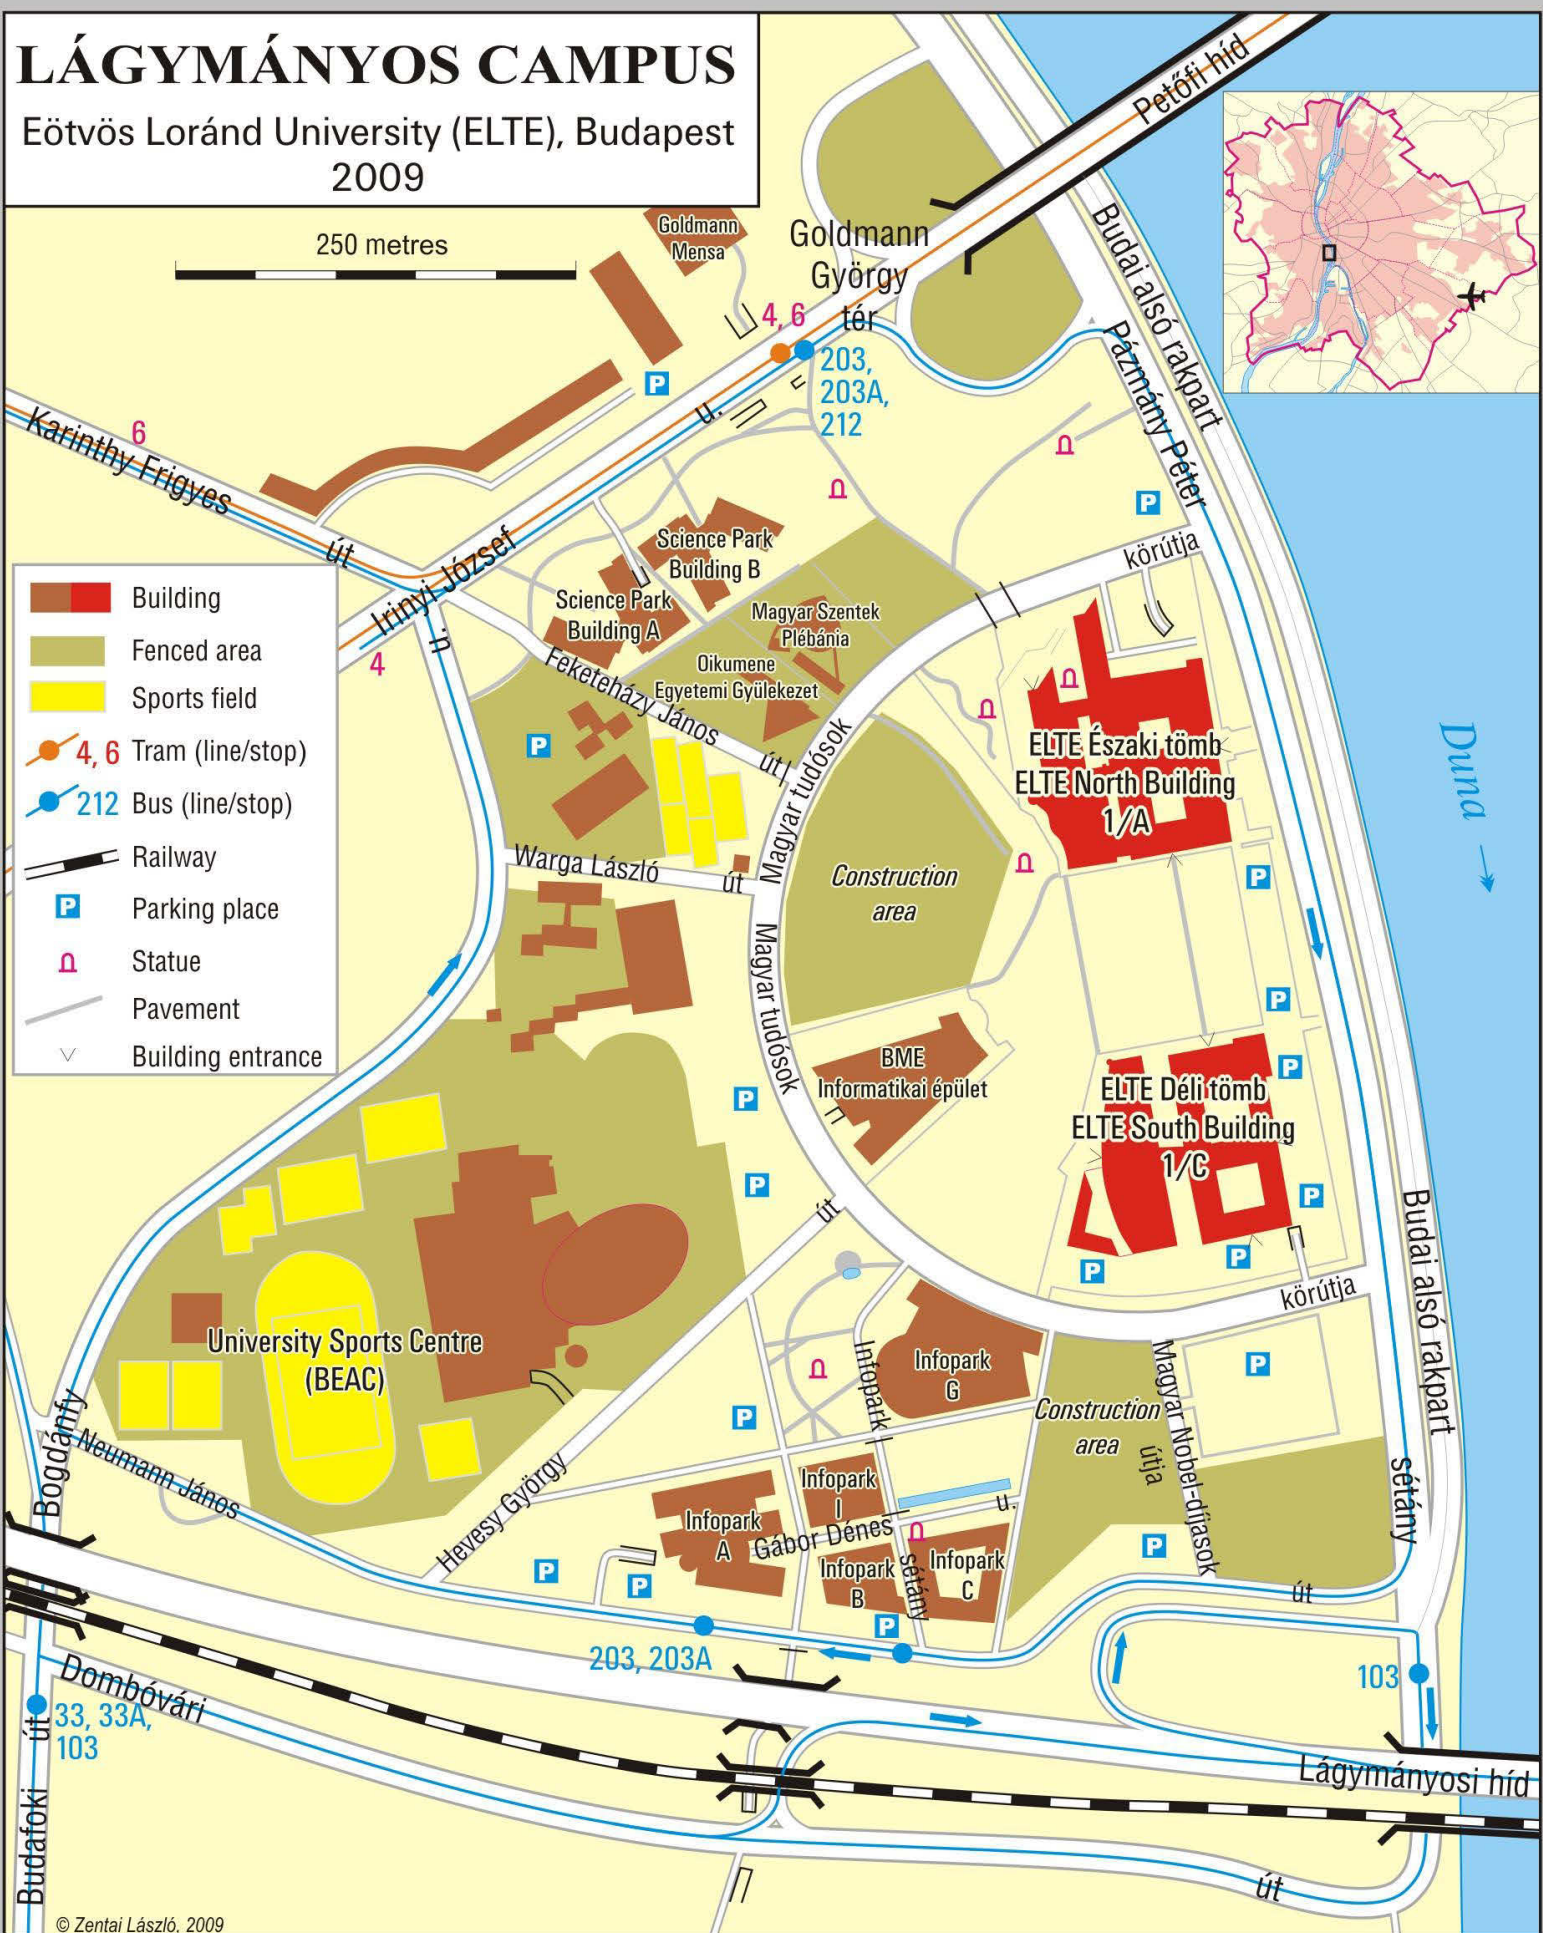 LÁGYMÁNYOS CAMPUS
Eötvös Loránd University (ELTE), Budapest
2009
250 metres
Goldmann
Mensa
Goldmann
György
tér
Petőfi híd
4, 6
203,
203A,
212
Budai alsó rakpart
Pázmány Péter
Karinthy Frigyes
út
6
Irinyi József
u.
4
u.
körútja
Science Park
Building B
Science Park
Building A
Magyar Szentek
Plébánia
Oikumene
Egyetemi Gyülekezet
Feketeházy János
út
Building
Fenced area
Sports field
4, 6 Tram (line/stop)
212 Bus (line/stop)
Railway
P Parking place
Statue
Pavement
Building entrance
P
P
P
ELTE Északi tömb
ELTE North Building
1/A
Duna
Magyar tudósok
Warga László
út
Construction
area
Magyar tudósok
P
P
P
BME
Informatikai épület
P
P
ELTE Déli tömb
ELTE South Building
1/C
P
P
P
út
körútja
Budai alsó rakpart
University Sports Centre
(BEAC)
Infopark
G
Infopark
sétány
Construction
area
Magyar Nobel-díjasok
útja
P
P
Bogdánfy
Neumann János
Hevesy György
Infopark
I
Infopark
A
Gábor Dénes
u.
Infopark
B
Infopark
C
sétány
P
P
P
P
út
203, 203A
103
Dombóvári
út
33, 33A,
103
út
Budafoki
Lágymányosi híd
© Zentai László, 2009